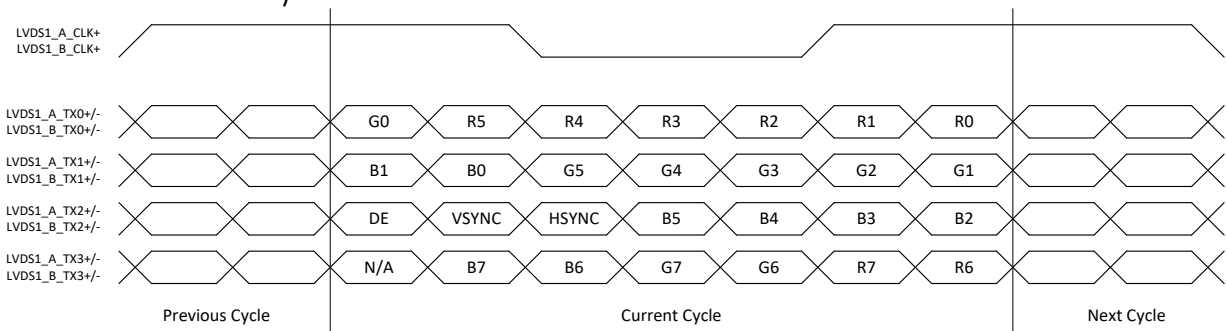 LVDS1_A_CLK+
LVDS1_B_CLK+
LVDS1_A_TX0+/-
LVDS1_B_TX0+/-
G0 R5 R4 R3 R2 R1 R0
LVDS1_A_TX1+/-
LVDS1_B_TX1+/-
B1 B0 G5 G4 G3 G2 G1
LVDS1_A_TX2+/-
LVDS1_B_TX2+/-
DE VSYNC HSYNC B5 B4 B3 B2
LVDS1_A_TX3+/-
LVDS1_B_TX3+/-
N/A B7 B6 G7 G6 R7 R6
Previous Cycle Current Cycle Next Cycle